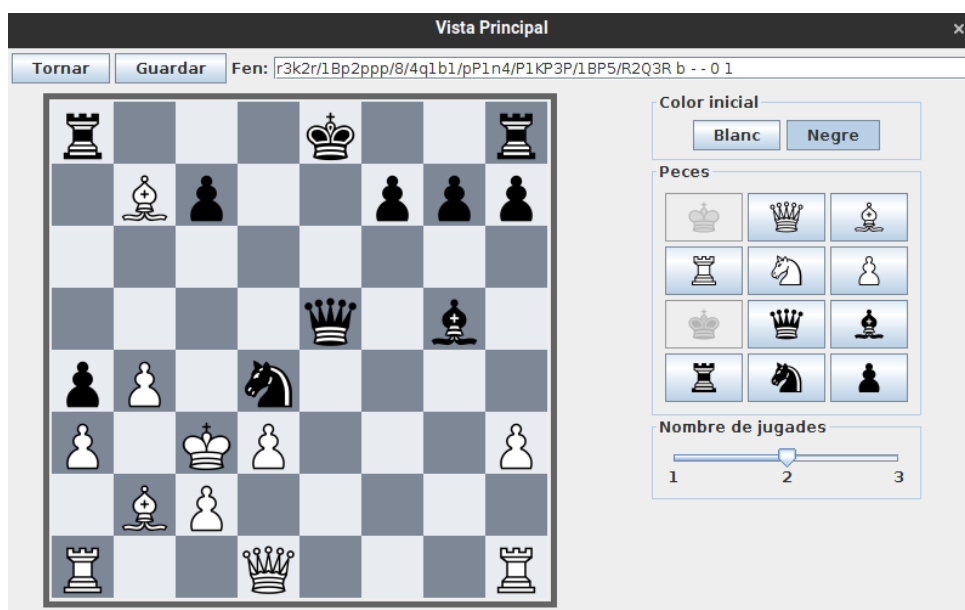 Vista Principal ×
Tornar Guardar Fen: r3k2r/1Bp2ppp/8/4q1b1/pP1n4/P1KP3P/1BP5/R2Q3R b - - 0 1
Color inicial
Blanc Negre
Peces
Nombre de jugades
1 2 3